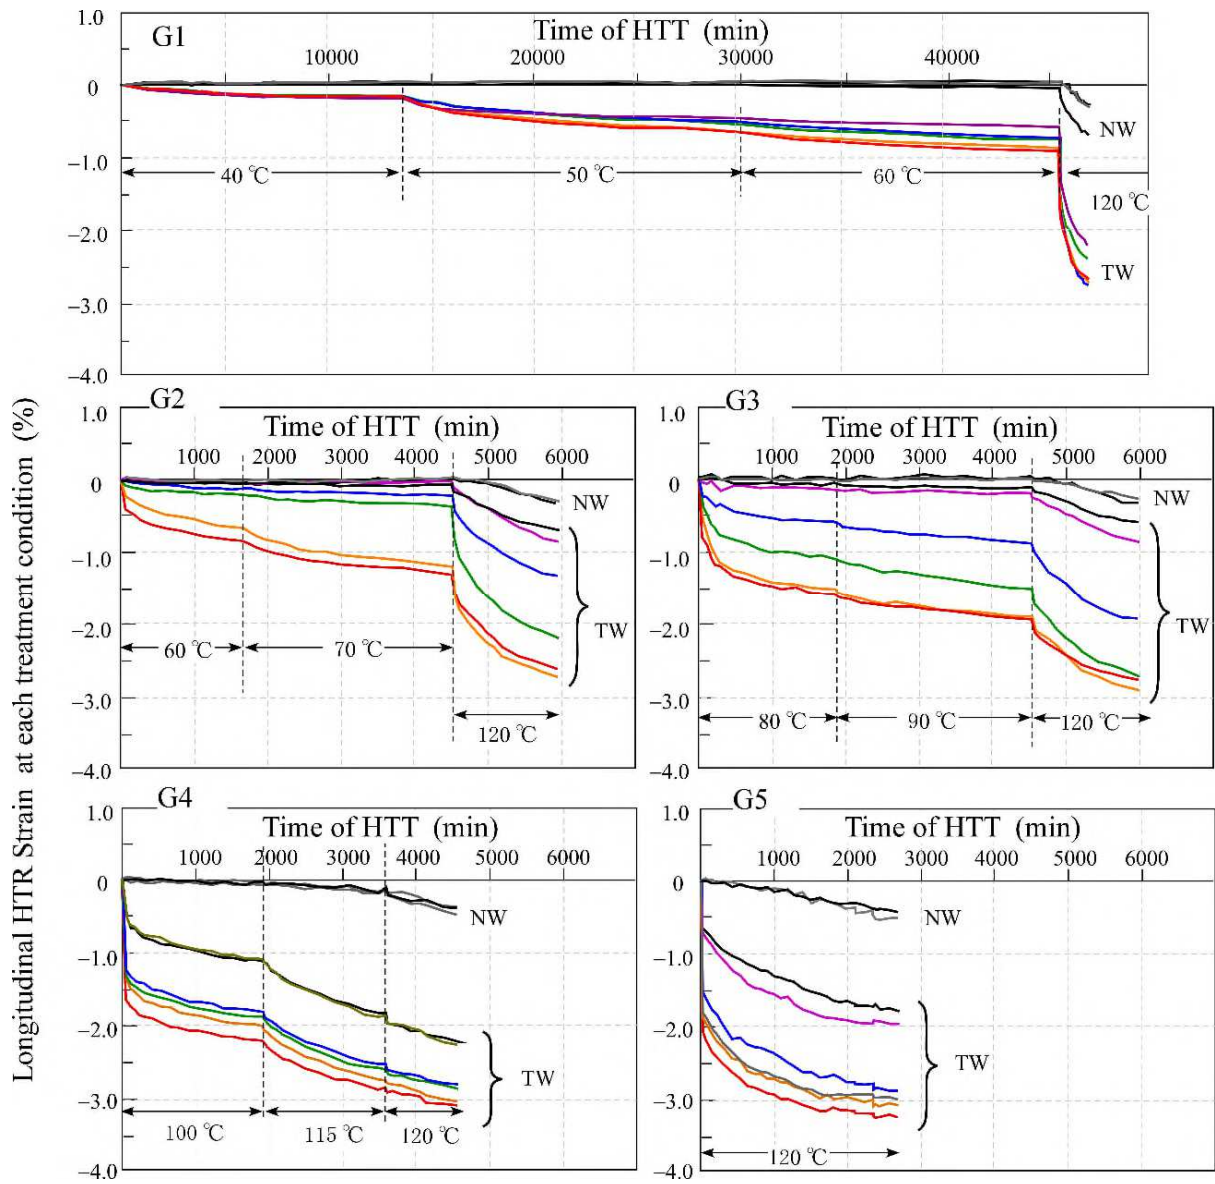 Longitudinal HTR Strain at each treatment condition (%)
G1
Time of HTT (min)
10000 20000 30000 40000
1.0
0
−1.0
−2.0
−3.0
−4.0
40 ℃ 50 ℃ 60 ℃ 120 ℃
NW
TW
G2
Time of HTT (min)
1000 2000 3000 4000 5000 6000
1.0
0
−1.0
−2.0
−3.0
−4.0
60 ℃ 70 ℃ 120 ℃
NW
TW
G3
Time of HTT (min)
1000 2000 3000 4000 5000 6000
1.0
0
−1.0
−2.0
−3.0
−4.0
80 ℃ 90 ℃ 120 ℃
NW
TW
G4
Time of HTT (min)
1000 2000 3000 4000 5000 6000
1.0
0
−1.0
−2.0
−3.0
−4.0
100 ℃ 115 ℃ 120 ℃
NW
TW
G5
Time of HTT (min)
1000 2000 3000 4000 5000 6000
1.0
0
−1.0
−2.0
−3.0
−4.0
120 ℃
NW
TW